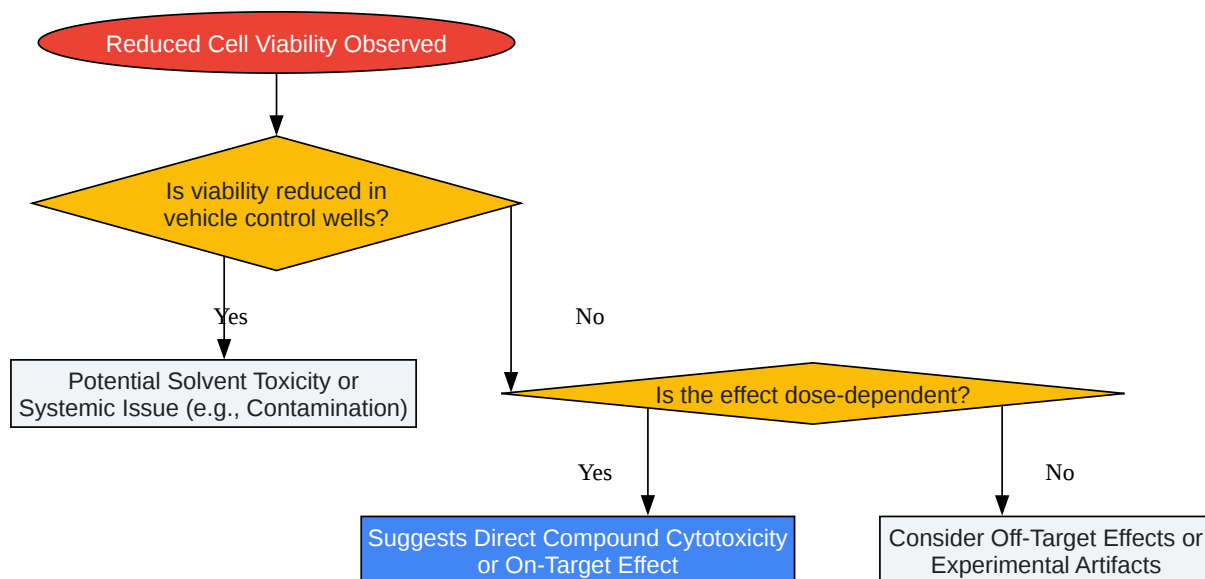 Reduced Cell Viability Observed
Is viability reduced in
vehicle control wells?
Yes
No
Potential Solvent Toxicity or
Systemic Issue (e.g., Contamination)
Is the effect dose-dependent?
Yes
No
Suggests Direct Compound Cytotoxicity
or On-Target Effect
Consider Off-Target Effects or
Experimental Artifacts